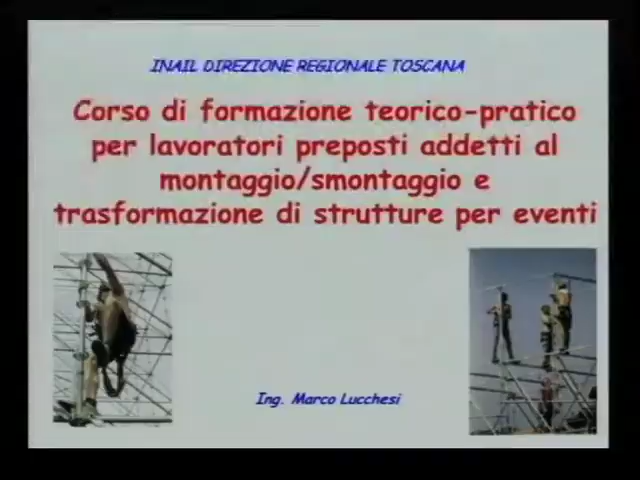 INAIL DIREZIONE REGIONALE TOSCANA
Corso di formazione teorico-pratico
per lavoratori preposti addetti al
montaggio/smontaggio e
trasformazione di strutture per eventi
Ing. Marco Lucchesi